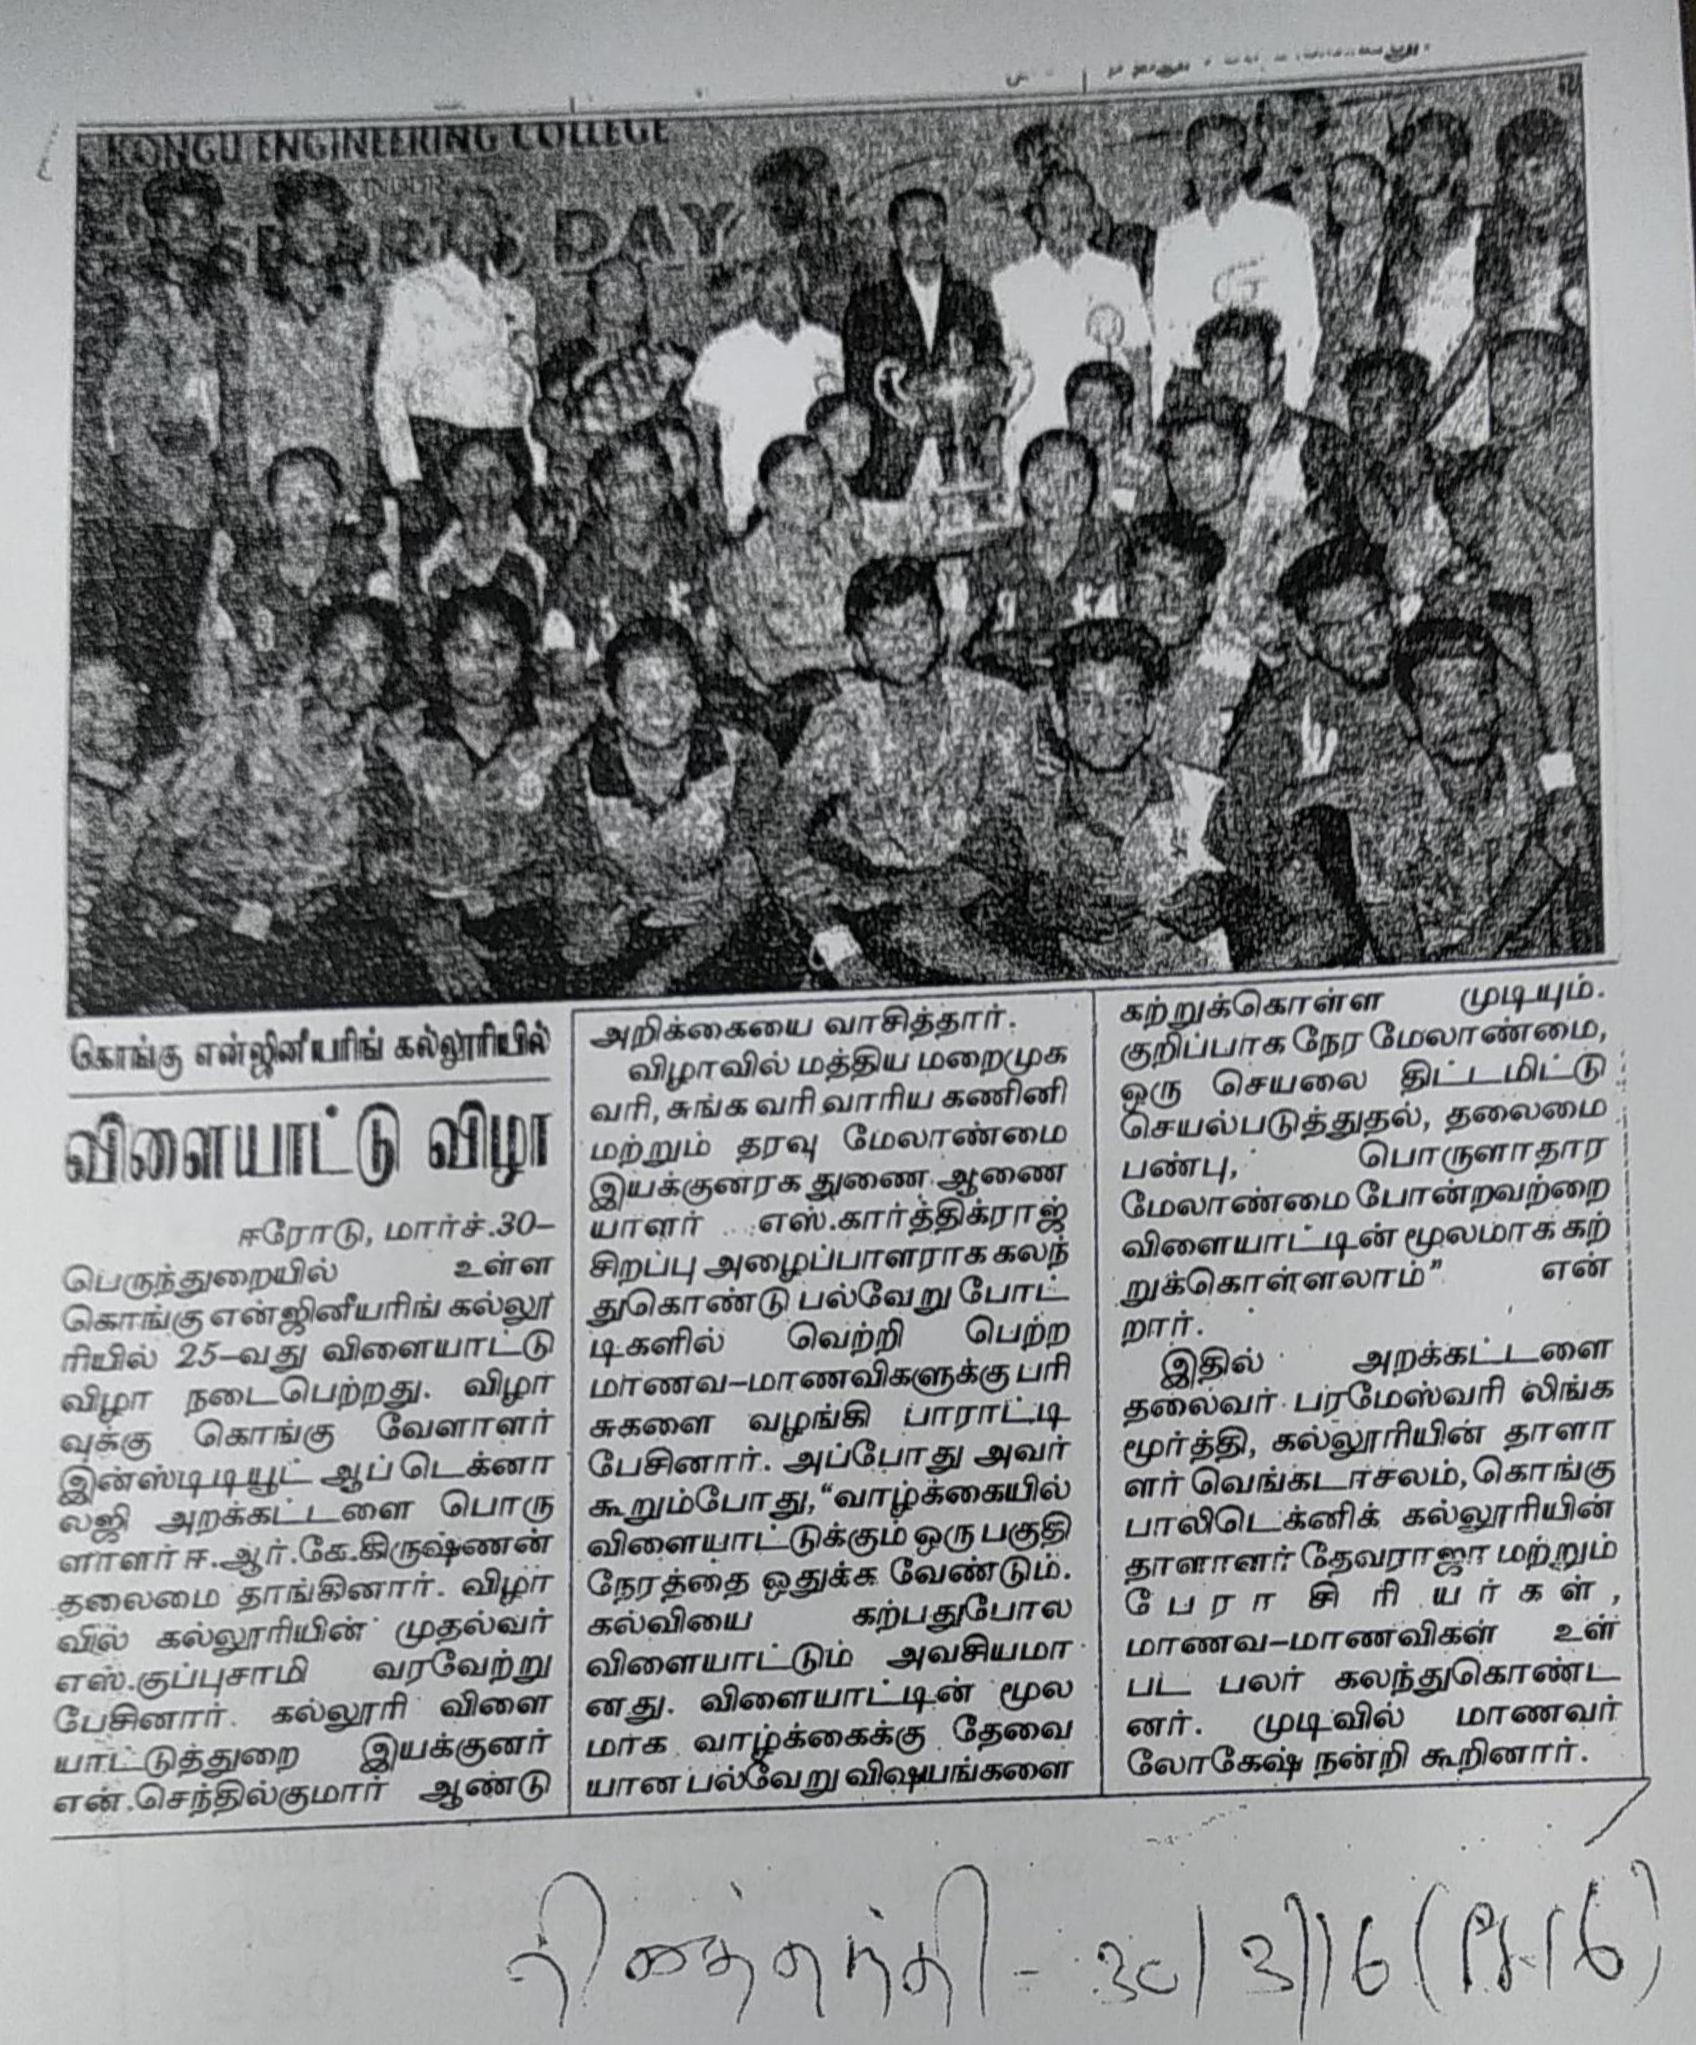 KONGU ENGINEERING COLLEGE
SPORTS DAY
கொங்கு என்ஜினீயரிங் கல்லூரியில்
விளையாட்டு விழா
ஈரோடு, மார்ச்.30–
பெருந்துறையில் உள்ள
கொங்கு என்ஜினீயரிங் கல்லூ
ரியில் 25–வது விளையாட்டு
விழா நடைபெற்றது. விழா
வுக்கு கொங்கு வேளாளர்
இன்ஸ்டிடியூட் ஆப் டெக்னா
லஜி அறக்கட்டளை பொரு
ளாளர் ஈ.ஆர்.கே.கிருஷ்ணன்
தலைமை தாங்கினார். விழா
வில் கல்லூரியின் முதல்வர்
எஸ்.குப்புசாமி வரவேற்று
பேசினார். கல்லூரி விளை
யாட்டுத்துறை இயக்குனர்
என்.செந்தில்குமார் ஆண்டு
அறிக்கையை வாசித்தார்.
விழாவில் மத்திய மறைமுக
வரி, சுங்க வரி வாரிய கணினி
மற்றும் தரவு மேலாண்மை
இயக்குனரக துணை ஆணை
யாளர் எஸ்.கார்த்திக்ராஜ்
சிறப்பு அழைப்பாளராக கலந்
துகொண்டு பல்வேறு போட்
டிகளில் வெற்றி பெற்ற
மாணவ–மாணவிகளுக்கு பரி
சுகளை வழங்கி பாராட்டி
பேசினார். அப்போது அவர்
கூறும்போது, “வாழ்க்கையில்
விளையாட்டுக்கும் ஒரு பகுதி
நேரத்தை ஒதுக்க வேண்டும்.
கல்வியை கற்பதுபோல
விளையாட்டும் அவசியமா
னது. விளையாட்டின் மூல
மாக வாழ்க்கைக்கு தேவை
யான பல்வேறு விஷயங்களை
கற்றுக்கொள்ள முடியும்.
குறிப்பாக நேர மேலாண்மை,
ஒரு செயலை திட்டமிட்டு
செயல்படுத்துதல், தலைமை
பண்பு, பொருளாதார
மேலாண்மை போன்றவற்றை
விளையாட்டின் மூலமாக கற்
றுக்கொள்ளலாம்” என்
றார்.
இதில் அறக்கட்டளை
தலைவர் பரமேஸ்வரி லிங்க
மூர்த்தி, கல்லூரியின் தாளா
ளர் வெங்கடாசலம், கொங்கு
பாலிடெக்னிக் கல்லூரியின்
தாளாளர் தேவராஜா மற்றும்
பேராசிரியர்கள்,
மாணவ–மாணவிகள் உள்
பட பலர் கலந்துகொண்ட
னர். முடிவில் மாணவர்
லோகேஷ் நன்றி கூறினார்.
தினத்தந்தி - 30/3/16